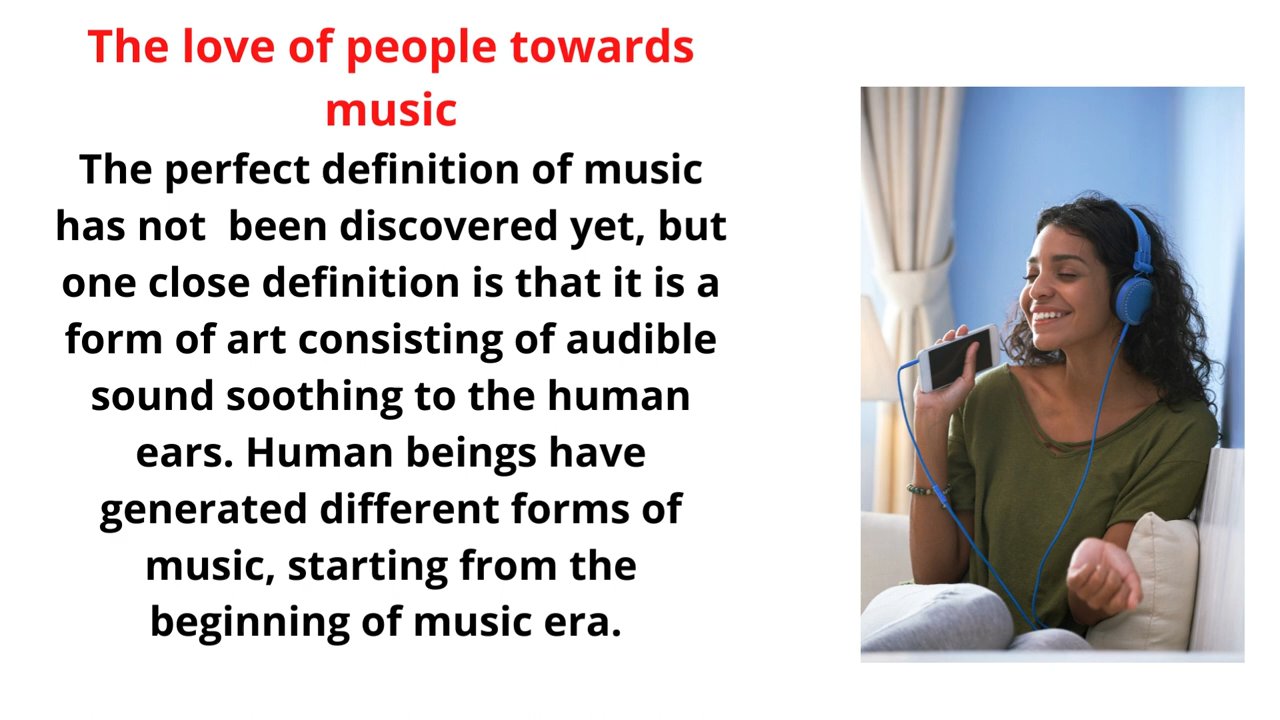 The love of people towards
music
The perfect definition of music
has not  been discovered yet, but
one close definition is that it is a
form of art consisting of audible
sound soothing to the human
ears. Human beings have
generated different forms of
music, starting from the
beginning of music era.